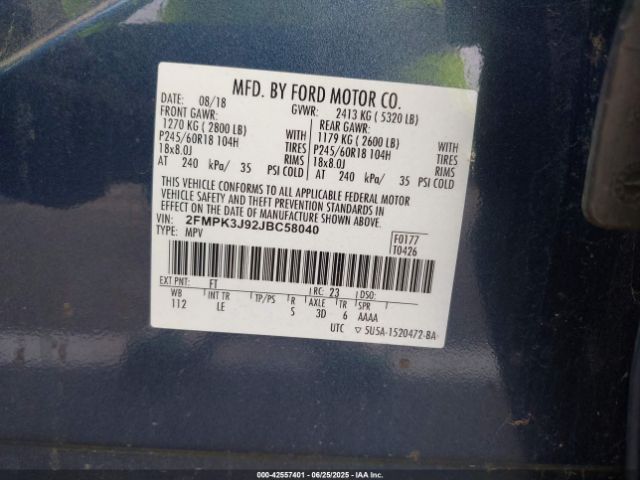 MFD. BY FORD MOTOR CO.
DATE: 08/18 GVWR: 2413 KG ( 5320 LB)
FRONT GAWR: REAR GAWR:
1270 KG ( 2800 LB) WITH 1179 KG ( 2600 LB) WITH
P245/60R18 104H TIRES P245/60R18 104H TIRES
18x8.0J RIMS 18x8.0J RIMS
AT 240 kPa/ 35 PSI COLD AT 240 kPa/ 35 PSI COLD
THIS VEHICLE CONFORMS TO ALL APPLICABLE FEDERAL MOTOR
VEHICLE SAFETY, BUMPER, AND THEFT PREVENTION STANDARDS IN
EFFECT ON THE DATE OF MANUFACTURE SHOWN ABOVE.
VIN: 2FMPK3J92JBC58040
TYPE: MPV
F0177
T0426
EXT PNT: FT RC: 23 DSO:
WB INT TR TP/PS R AXLE TR SPR
112 LE S 3D 6 AAAA
UTC ▽ 5U5A-1520472-BA
000-42557401 - 06/25/2025 - IAAI.COM